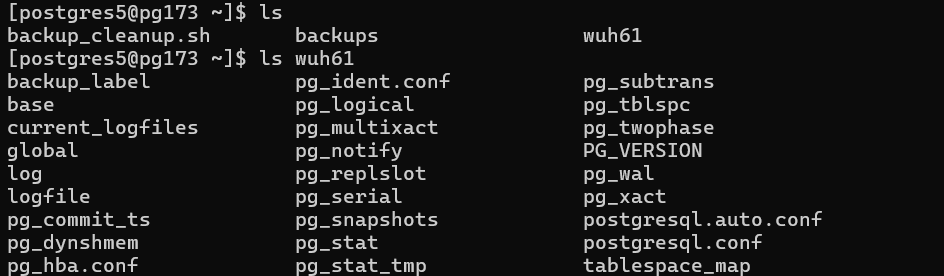 [postgres5@pg173 ~]$ ls
backup_cleanup.sh       backups                 wuh61
[postgres5@pg173 ~]$ ls wuh61
backup_label            pg_ident.conf           pg_subtrans
base                    pg_logical              pg_tblspc
current_logfiles        pg_multixact            pg_twophase
global                  pg_notify               PG_VERSION
log                     pg_replslot             pg_wal
logfile                 pg_serial               pg_xact
pg_commit_ts            pg_snapshots            postgresql.auto.conf
pg_dynshmem             pg_stat                 postgresql.conf
pg_hba.conf             pg_stat_tmp             tablespace_map